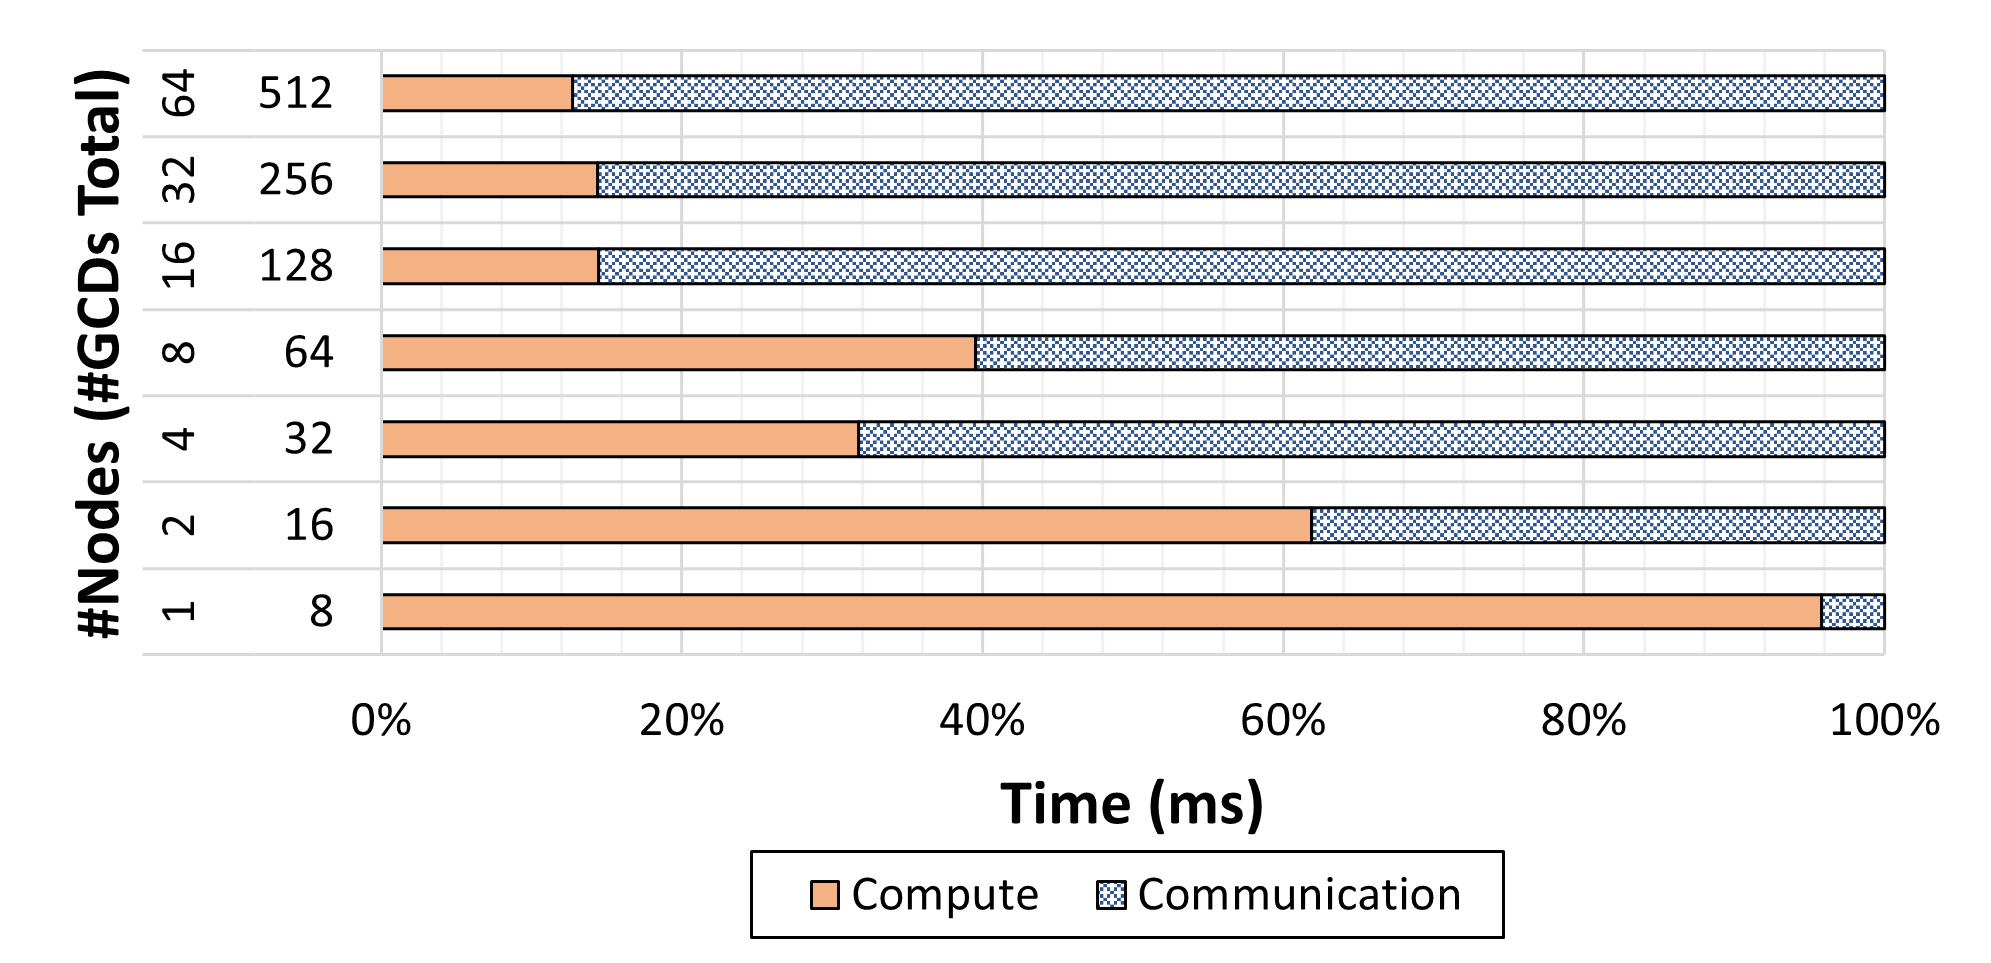 #Nodes (#GCDs Total)
64 512
32 256
16 128
8 64
4 32
2 16
1 8
0% 20% 40% 60% 80% 100%
Time (ms)
Compute Communication